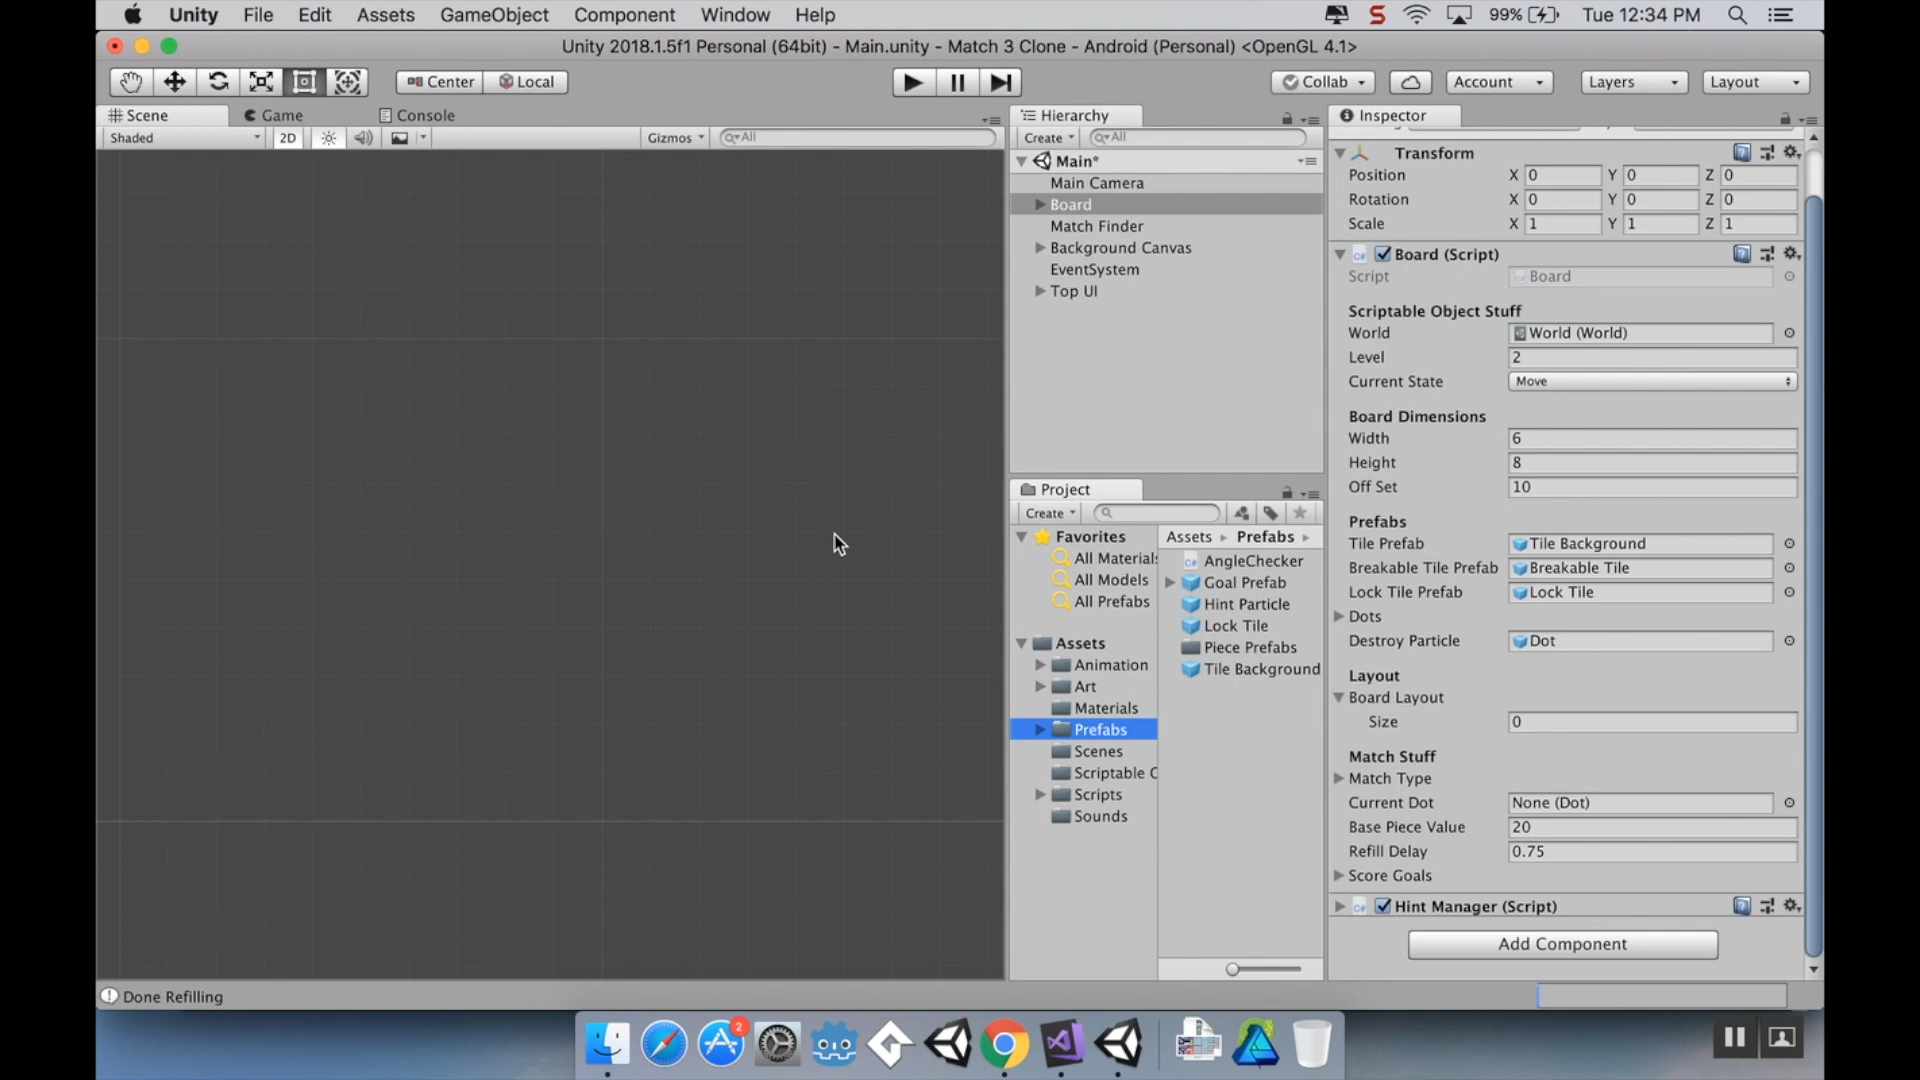 Unity File Edit Assets GameObject Component Window Help 99% Tue 12:34 PM
Unity 2018.1.5f1 Personal (64bit) - Main.unity - Match 3 Clone - Android (Personal) <OpenGL 4.1>
Center Local Collab Account Layers Layout
Scene Game Console
Shaded 2D Gizmos All
Hierarchy
Create All
Main*
Main Camera
Board
Match Finder
Background Canvas
EventSystem
Top UI
Project
Create
Favorites
All Materials
All Models
All Prefabs
Assets
Animation
Art
Materials
Prefabs
Scenes
Scriptable O
Scripts
Sounds
Assets Prefabs
AngleChecker
Goal Prefab
Hint Particle
Lock Tile
Piece Prefabs
Tile Background
Inspector
Transform
Position X 0 Y 0 Z 0
Rotation X 0 Y 0 Z 0
Scale X 1 Y 1 Z 1
Board (Script)
Script Board
Scriptable Object Stuff
World World (World)
Level 2
Current State Move
Board Dimensions
Width 6
Height 8
Off Set 10
Prefabs
Tile Prefab Tile Background
Breakable Tile Prefab Breakable Tile
Lock Tile Prefab Lock Tile
Dots
Destroy Particle Dot
Layout
Board Layout
Size 0
Match Stuff
Match Type
Current Dot None (Dot)
Base Piece Value 20
Refill Delay 0.75
Score Goals
Hint Manager (Script)
Add Component
Done Refilling
2